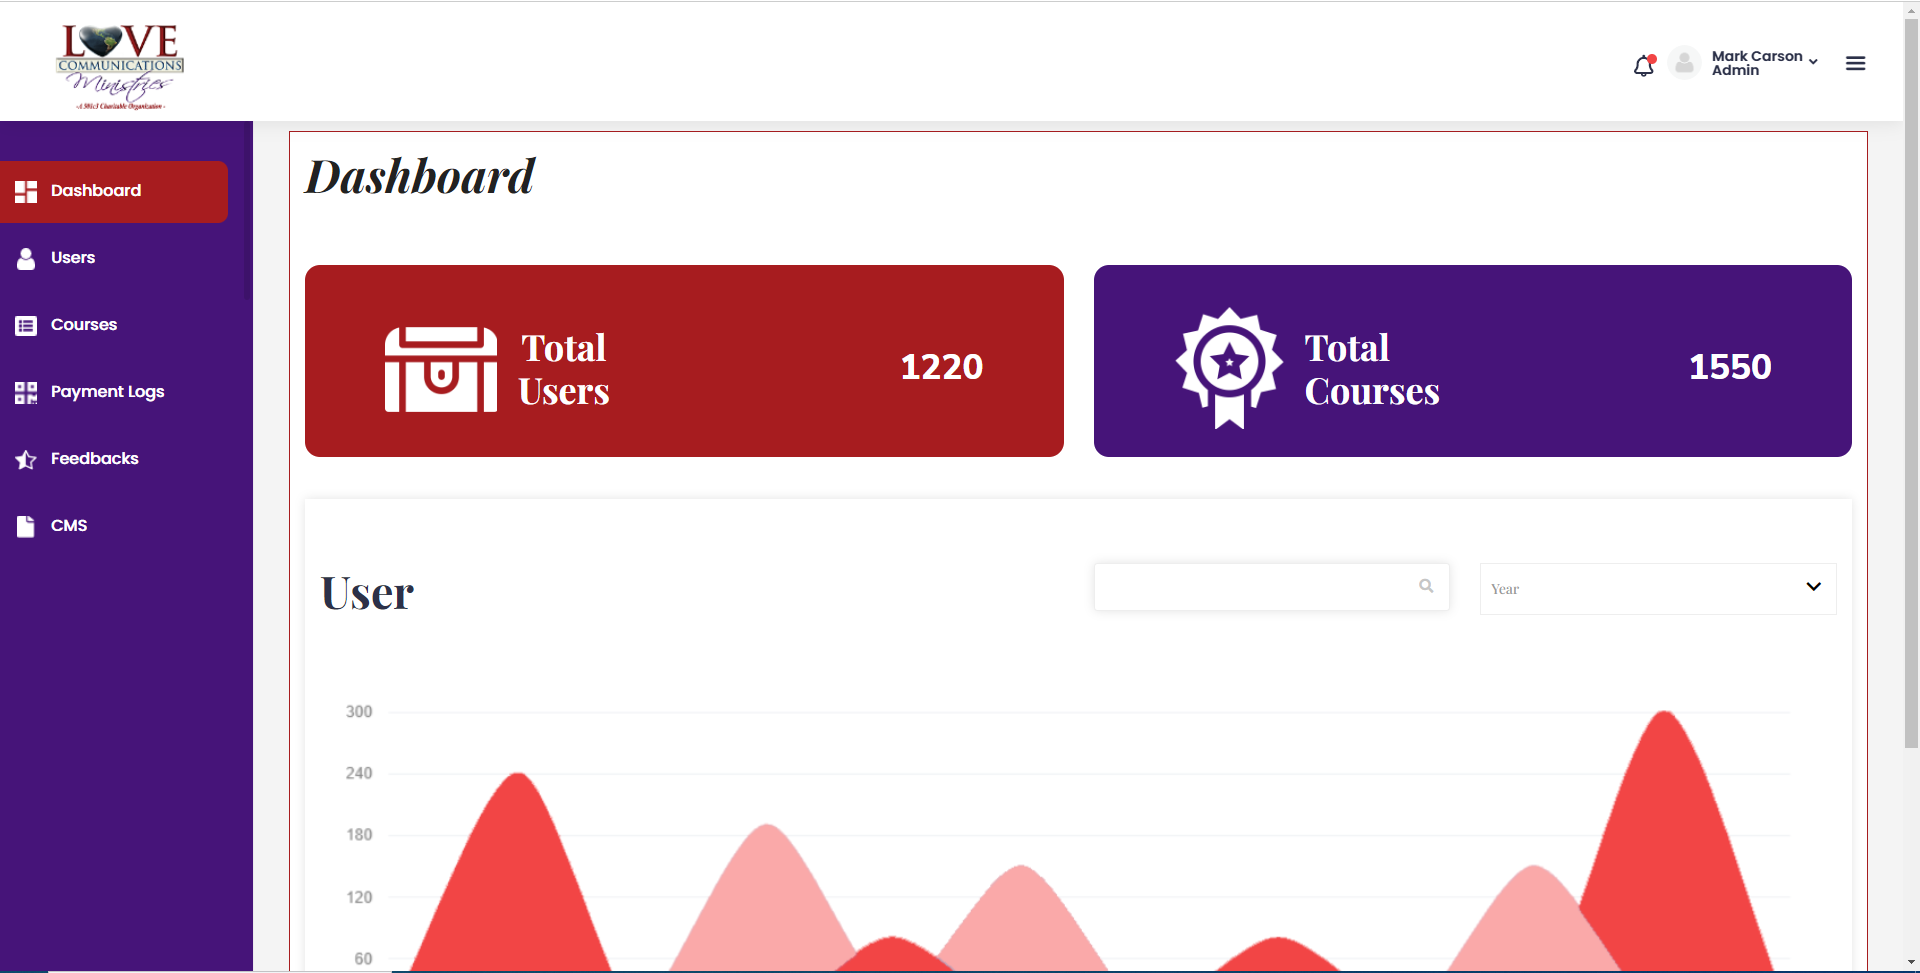 LOVE
COMMUNICATIONS
Ministries
- A 501c3 Charitable Organization -
Mark Carson
Admin
Dashboard
Users
Courses
Payment Logs
Feedbacks
CMS
Dashboard
Total
Users
1220
Total
Courses
1550
User
Year
300
240
180
120
60